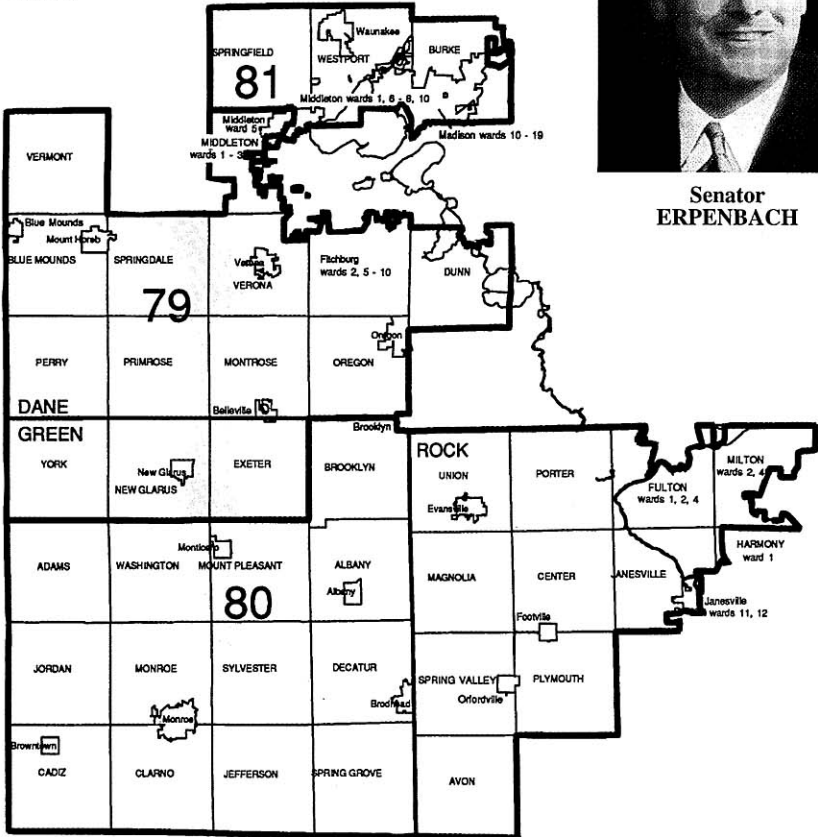 Waunakee
SPRINGFIELD
WESTPORT
BURKE
81
Middleton wards 1, 6 - 8, 10
Middleton
ward 5
Madison wards 10 - 19
MIDDLETON
wards 1 - 3
VERMONT
Senator
ERPENBACH
Blue Mounds
Mount Horeb
BLUE MOUNDS
SPRINGDALE
Verona
VERONA
Fitchburg
wards 2, 5 - 10
DUNN
79
Oregon
PERRY
PRIMROSE
MONTROSE
OREGON
Belleville
DANE
GREEN
Brooklyn
YORK
New Glarus
NEW GLARUS
EXETER
BROOKLYN
ROCK
UNION
Evansville
PORTER
FULTON
wards 1, 2, 4
MILTON
wards 2, 4
HARMONY
ward 1
Monticello
ADAMS
WASHINGTON
MOUNT PLEASANT
ALBANY
Albany
MAGNOLIA
CENTER
JANESVILLE
80
Janesville
wards 11, 12
Footville
JORDAN
MONROE
SYLVESTER
DECATUR
SPRING VALLEY
Orfordville
PLYMOUTH
Brodhead
Monroe
Browntown
CADIZ
CLARNO
JEFFERSON
SPRING GROVE
AVON